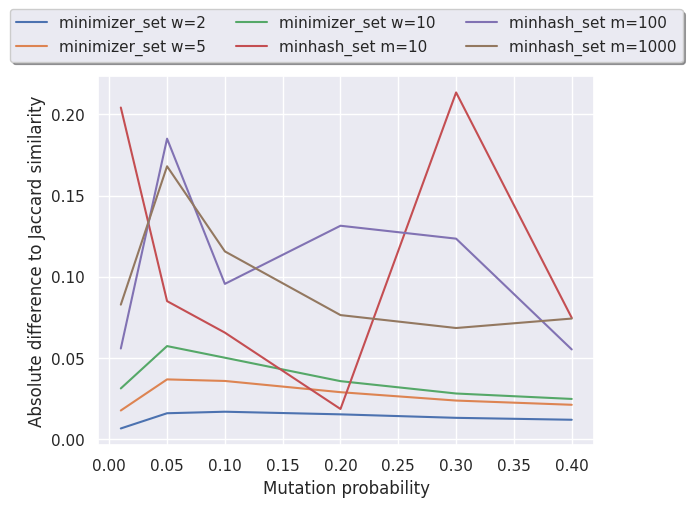 minimizer_set w=2 minimizer_set w=10 minhash_set m=100
minimizer_set w=5 minhash_set m=10 minhash_set m=1000
Absolute difference to Jaccard similarity
0.20
0.15
0.10
0.05
0.00
0.00 0.05 0.10 0.15 0.20 0.25 0.30 0.35 0.40
Mutation probability